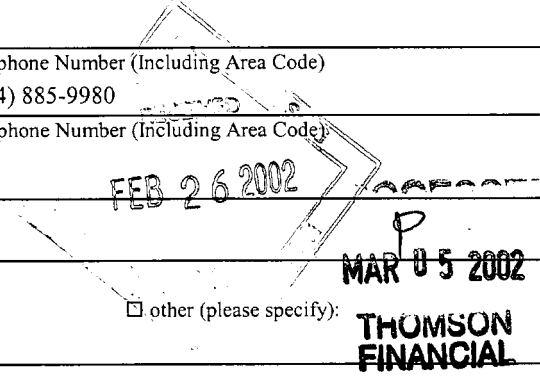 phone Number (Including Area Code)
4) 885-9980
phone Number (Including Area Code)
FEB 26 2002
P
MAR 05 2002
☐ other (please specify):
THOMSON
FINANCIAL